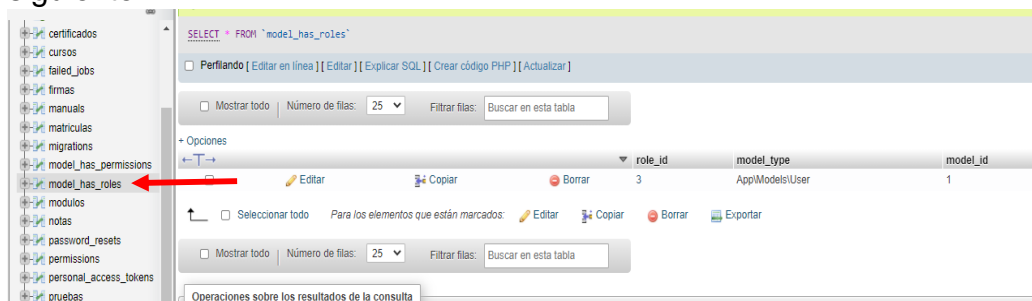 certificados
cursos
failed_jobs
firmas
manuals
matriculas
migrations
model_has_permissions
model_has_roles
modulos
notas
password_resets
permissions
personal_access_tokens
pruebas
SELECT * FROM `model_has_roles`
Perfilando [ Editar en línea ] [ Editar ] [ Explicar SQL ] [ Crear código PHP ] [ Actualizar ]
Mostrar todo | Número de filas: 25 Filtrar filas: Buscar en esta tabla
+ Opciones
←T→ role_id model_type model_id
Editar Copiar Borrar 3 App\Models\User 1
Seleccionar todo Para los elementos que están marcados: Editar Copiar Borrar Exportar
Mostrar todo | Número de filas: 25 Filtrar filas: Buscar en esta tabla
Operaciones sobre los resultados de la consulta